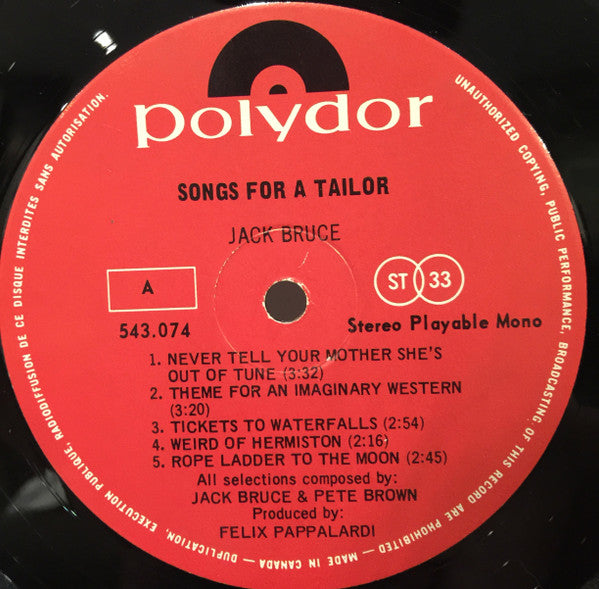 polydor
SONGS FOR A TAILOR
JACK BRUCE
A
543.074
ST 33
Stereo Playable Mono
1. NEVER TELL YOUR MOTHER SHE'S
OUT OF TUNE (3:32)
2. THEME FOR AN IMAGINARY WESTERN
(3:20)
3. TICKETS TO WATERFALLS (2:54)
4. WEIRD OF HERMISTON (2:16)
5. ROPE LADDER TO THE MOON (2:45)
All selections composed by:
JACK BRUCE & PETE BROWN
Produced by:
FELIX PAPPALARDI
UNAUTHORIZED COPYING, PUBLIC PERFORMANCE, BROADCASTING OF THIS RECORD ARE PROHIBITED — MADE IN CANADA — DUPLICATION, EXECUTION PUBLIQUE, RADIODIFFUSION DE CE DISQUE INTERDITES SANS AUTORISATION.